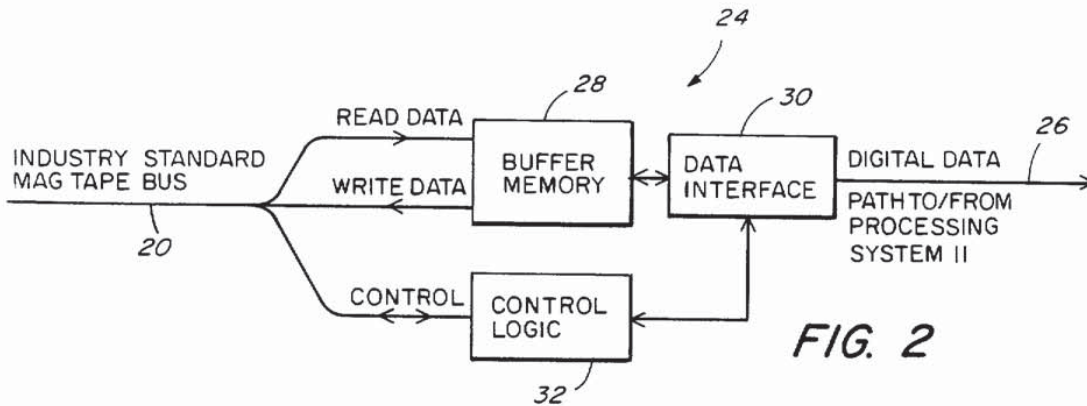 24
READ DATA
28
30
26
INDUSTRY STANDARD
MAG TAPE BUS
BUFFER
MEMORY
DATA
INTERFACE
DIGITAL DATA
WRITE DATA
20
PATH TO/FROM
PROCESSING
SYSTEM II
CONTROL
CONTROL
LOGIC
32
FIG. 2